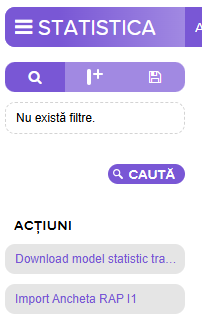 STATISTICA
A
Nu există filtre.
CAUTĂ
ACȚIUNI
Download model statistic tra…
Import Ancheta RAP I1